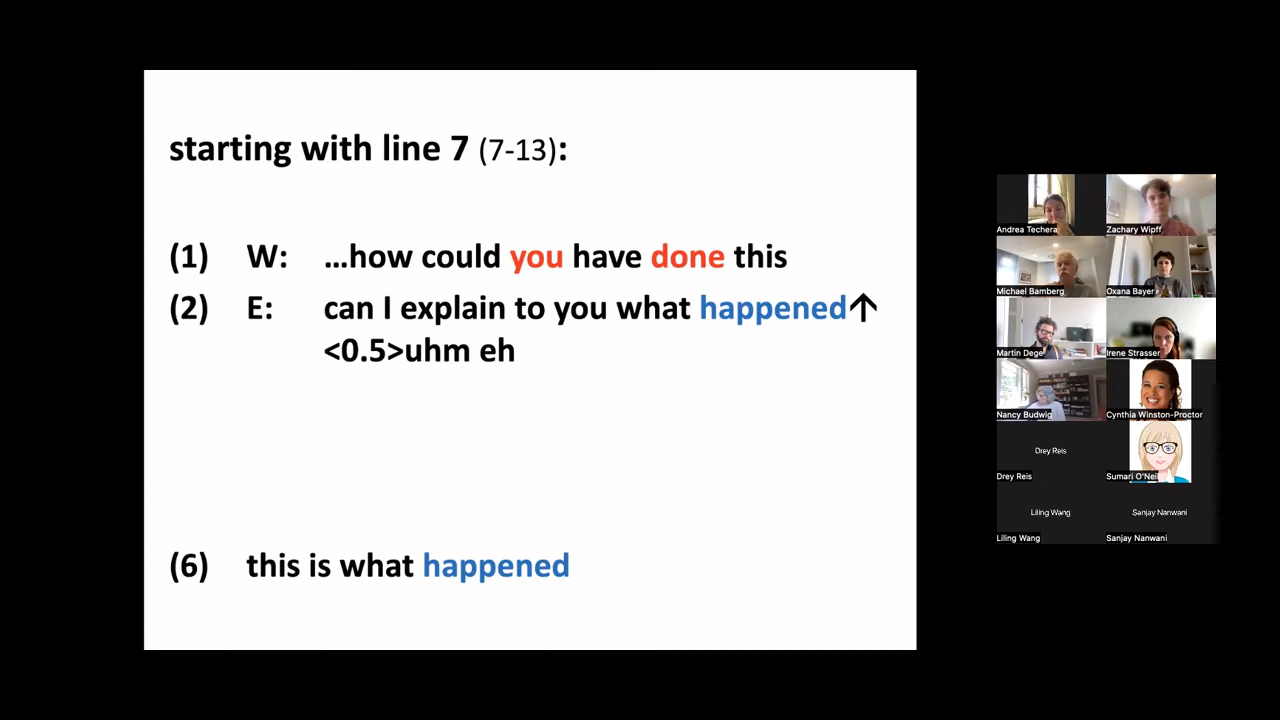 starting with line 7 (7-13):
(1) W: …how could you have done this
(2) E: can I explain to you what happened↑
<0.5>uhm eh
(6) this is what happened
Andrea Techera
Zachary Wipff
Michael Bamberg
Oxana Bayer
Martin Dege
Irene Strasser
Nancy Budwig
Cynthia Winston-Proctor
Drey Reis
Drey Reis
Sumari O'Neil
Liling Wang
Sanjay Nanwani
Liling Wang
Sanjay Nanwani